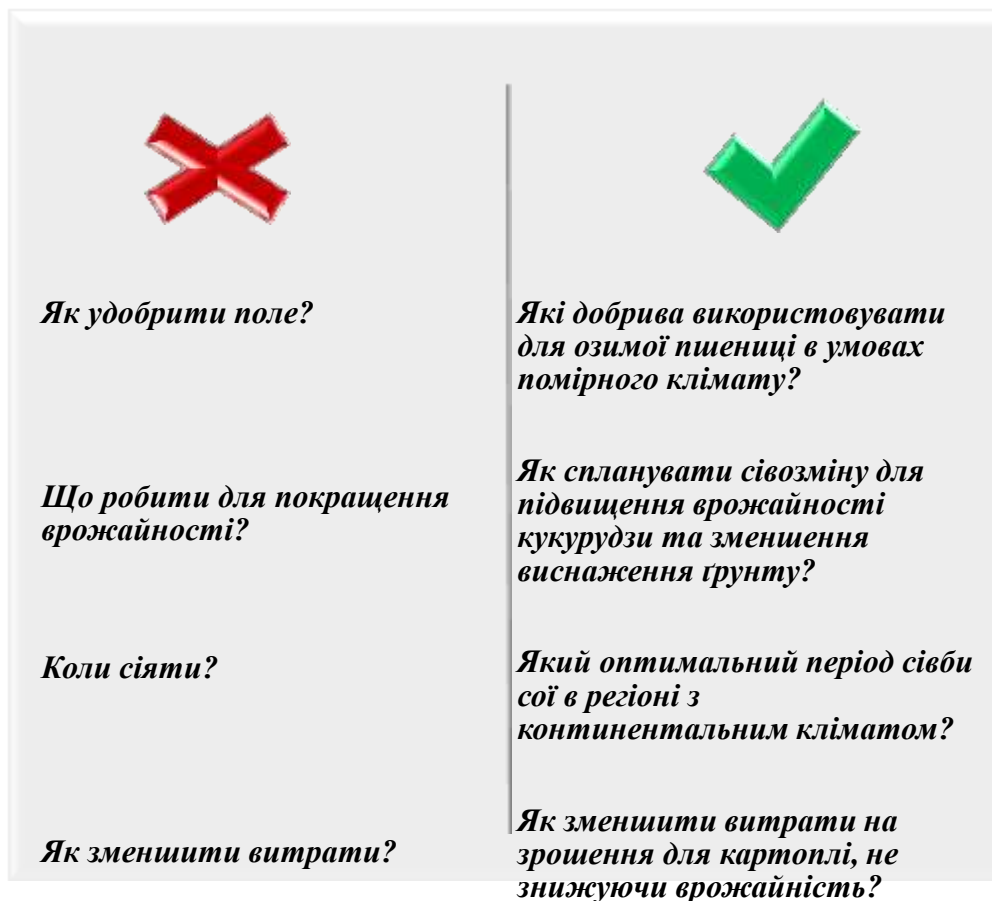 Як удобрити поле?
Які добрива використовувати
для озимої пшениці в умовах
помірного клімату?
Що робити для покращення
врожайності?
Як спланувати сівозміну для
підвищення врожайності
кукурудзи та зменшення
виснаження ґрунту?
Коли сіяти?
Який оптимальний період сівби
сої в регіоні з
континентальним кліматом?
Як зменшити витрати?
Як зменшити витрати на
зрошення для картоплі, не
знижуючи врожайність?